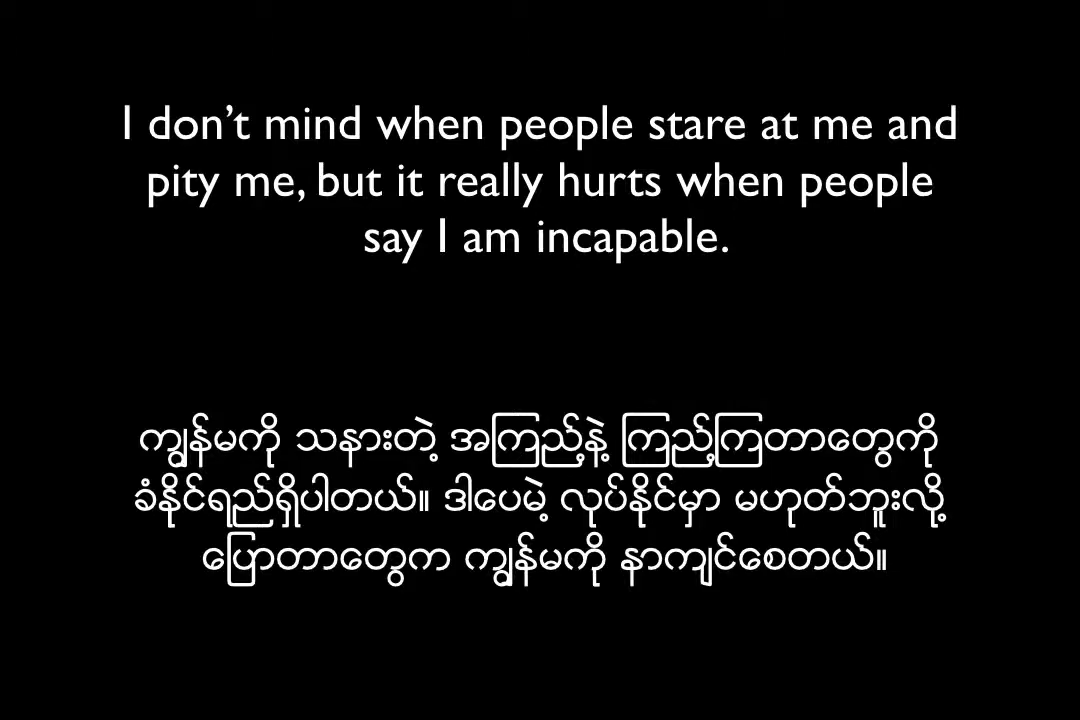 I don’t mind when people stare at me and
pity me, but it really hurts when people
say I am incapable.
ကျွန်မကို သနားတဲ့ အကြည့်နဲ့ ကြည့်ကြတာတွေကို
ခံနိုင်ရည်ရှိပါတယ်။ ဒါပေမဲ့ လုပ်နိုင်မှာ မဟုတ်ဘူးလို့
ပြောတာတွေက ကျွန်မကို နာကျင်စေတယ်။